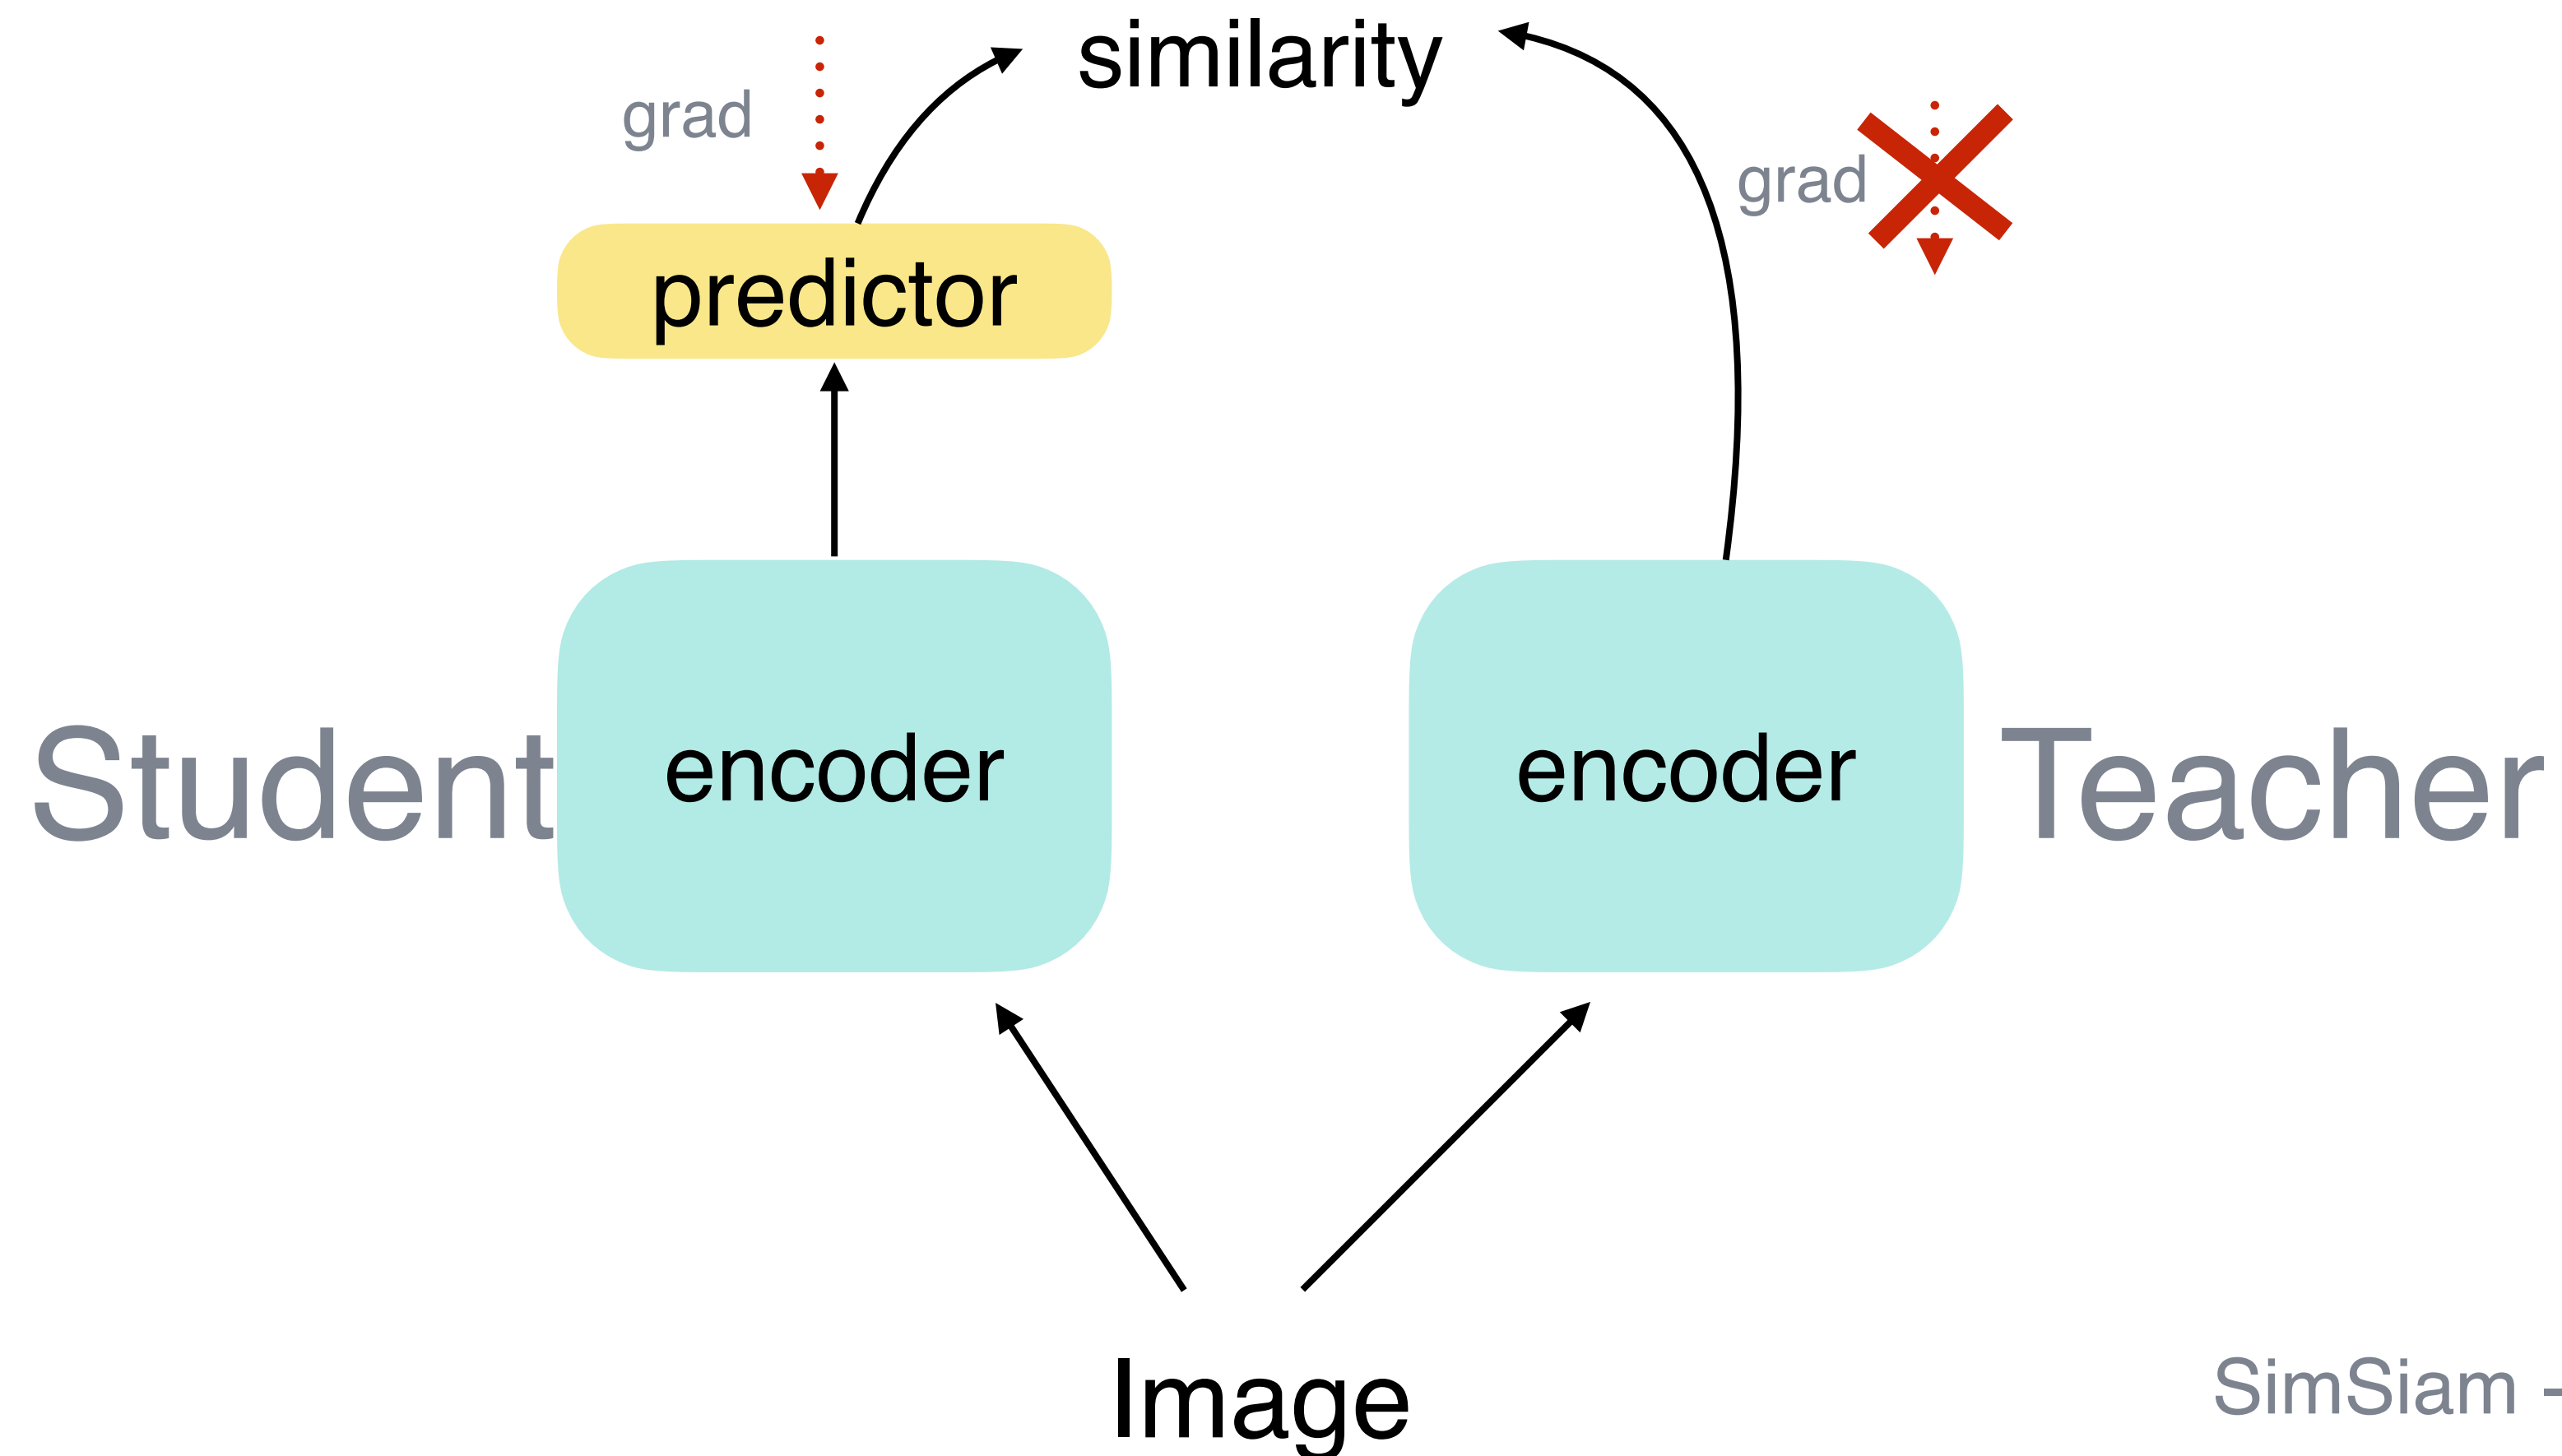 similarity
grad
grad
predictor
Student
encoder
encoder
Teacher
Image
SimSiam -